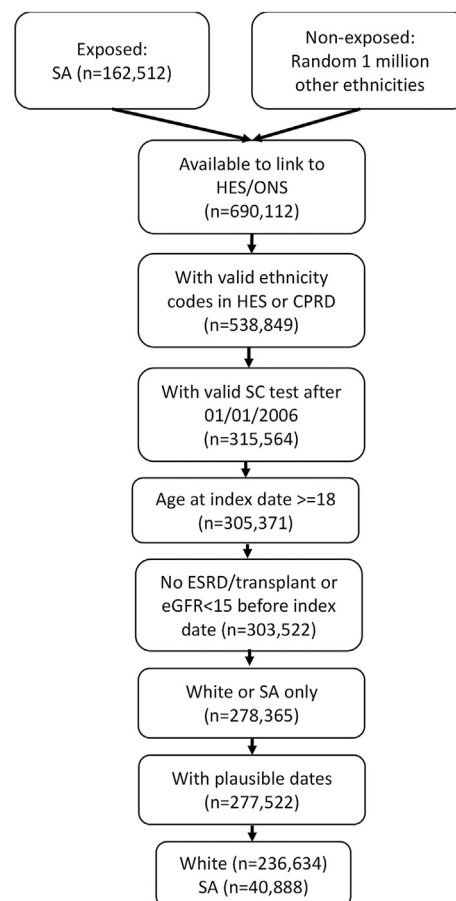 Exposed:
SA (n=162,512)
Non-exposed:
Random 1 million
other ethnicities
Available to link to
HES/ONS
(n=690,112)
With valid ethnicity
codes in HES or CPRD
(n=538,849)
With valid SC test after
01/01/2006
(n=315,564)
Age at index date >=18
(n=305,371)
No ESRD/transplant or
eGFR<15 before index
date (n=303,522)
White or SA only
(n=278,365)
With plausible dates
(n=277,522)
White (n=236,634)
SA (n=40,888)